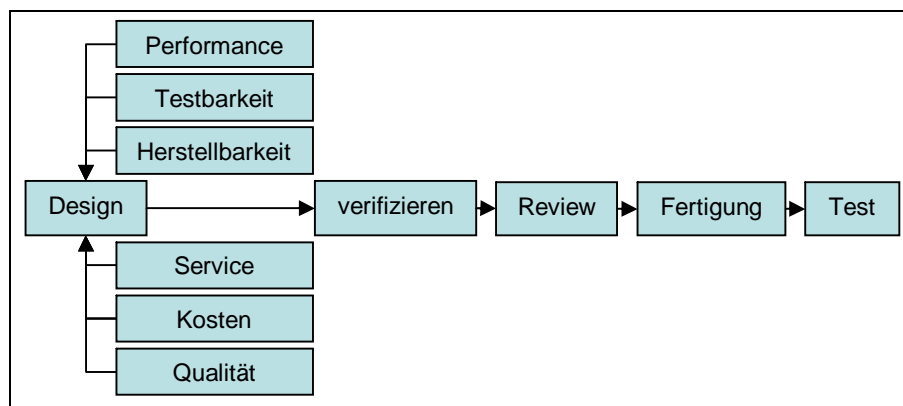 Performance
Testbarkeit
Herstellbarkeit
Design
verifizieren
Review
Fertigung
Test
Service
Kosten
Qualität